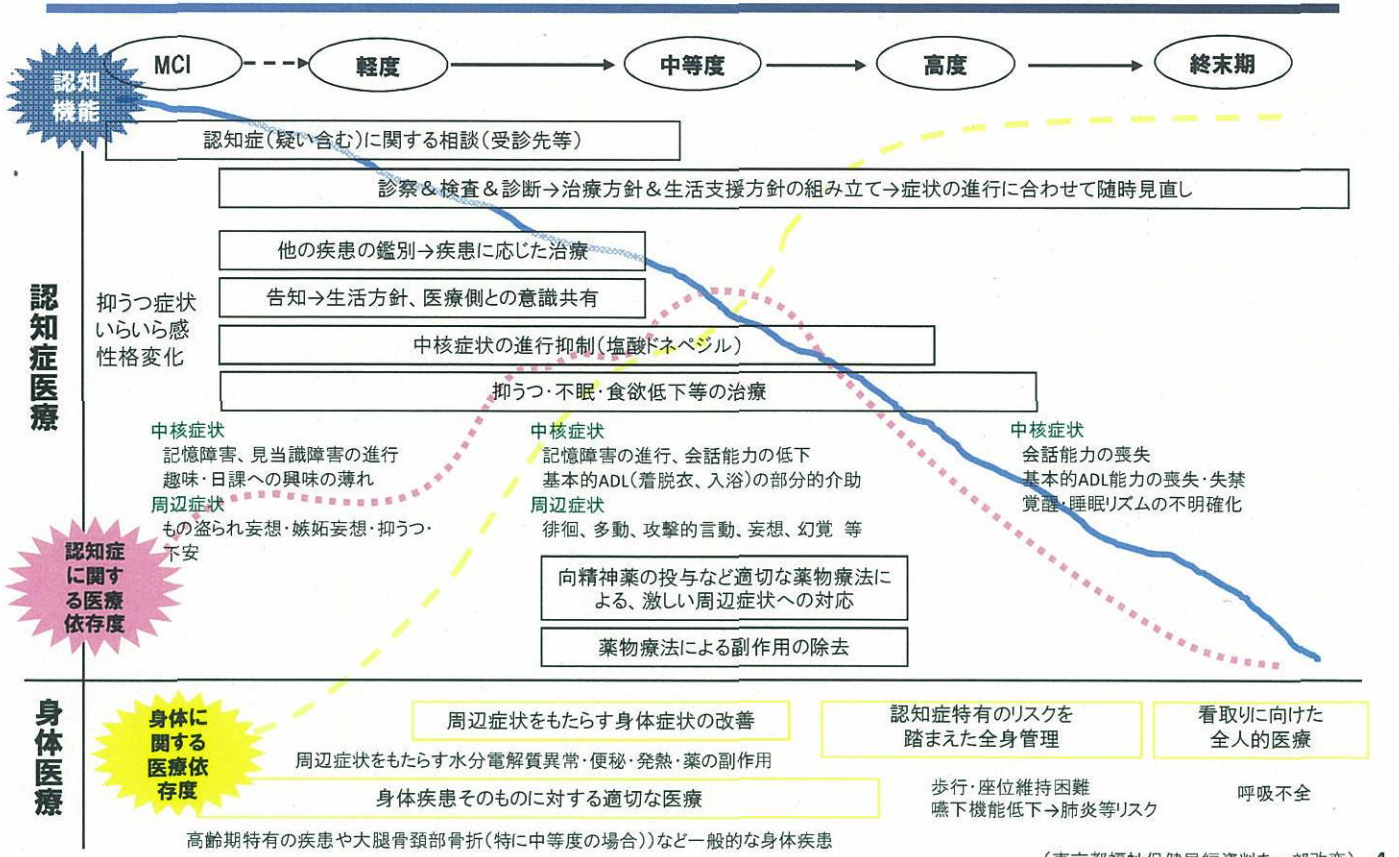 MCI
軽度
中等度
高度
終末期
認知
機能
認知症(疑い含む)に関する相談(受診先等)
診察&検査&診断→治療方針&生活支援方針の組み立て→症状の進行に合わせて随時見直し
他の疾患の鑑別→疾患に応じた治療
告知→生活方針、医療側との意識共有
中核症状の進行抑制(塩酸ドネペジル)
抑うつ・不眠・食欲低下等の治療
認知症医療
抑うつ症状
いらいら感
性格変化
中核症状
記憶障害、見当識障害の進行
趣味・日課への興味の薄れ
周辺症状
もの盗られ妄想・嫉妬妄想・抑うつ・
下安
中核症状
記憶障害の進行、会話能力の低下
基本的ADL(着脱衣、入浴)の部分的介助
周辺症状
徘徊、多動、攻撃的言動、妄想、幻覚 等
中核症状
会話能力の喪失
基本的ADL能力の喪失・失禁
覚醒・睡眠リズムの不明確化
向精神薬の投与など適切な薬物療法に
よる、激しい周辺症状への対応
薬物療法による副作用の除去
認知症
に関す
る医療
依存度
身体医療
身体に
関する
医療依
存度
周辺症状をもたらす身体症状の改善
周辺症状をもたらす水分電解質異常・便秘・発熱・薬の副作用
身体疾患そのものに対する適切な医療
高齢期特有の疾患や大腿骨頚部骨折(特に中等度の場合))など一般的な身体疾患
認知症特有のリスクを
踏まえた全身管理
歩行・座位維持困難
嚥下機能低下→肺炎等リスク
看取りに向けた
全人的医療
呼吸不全